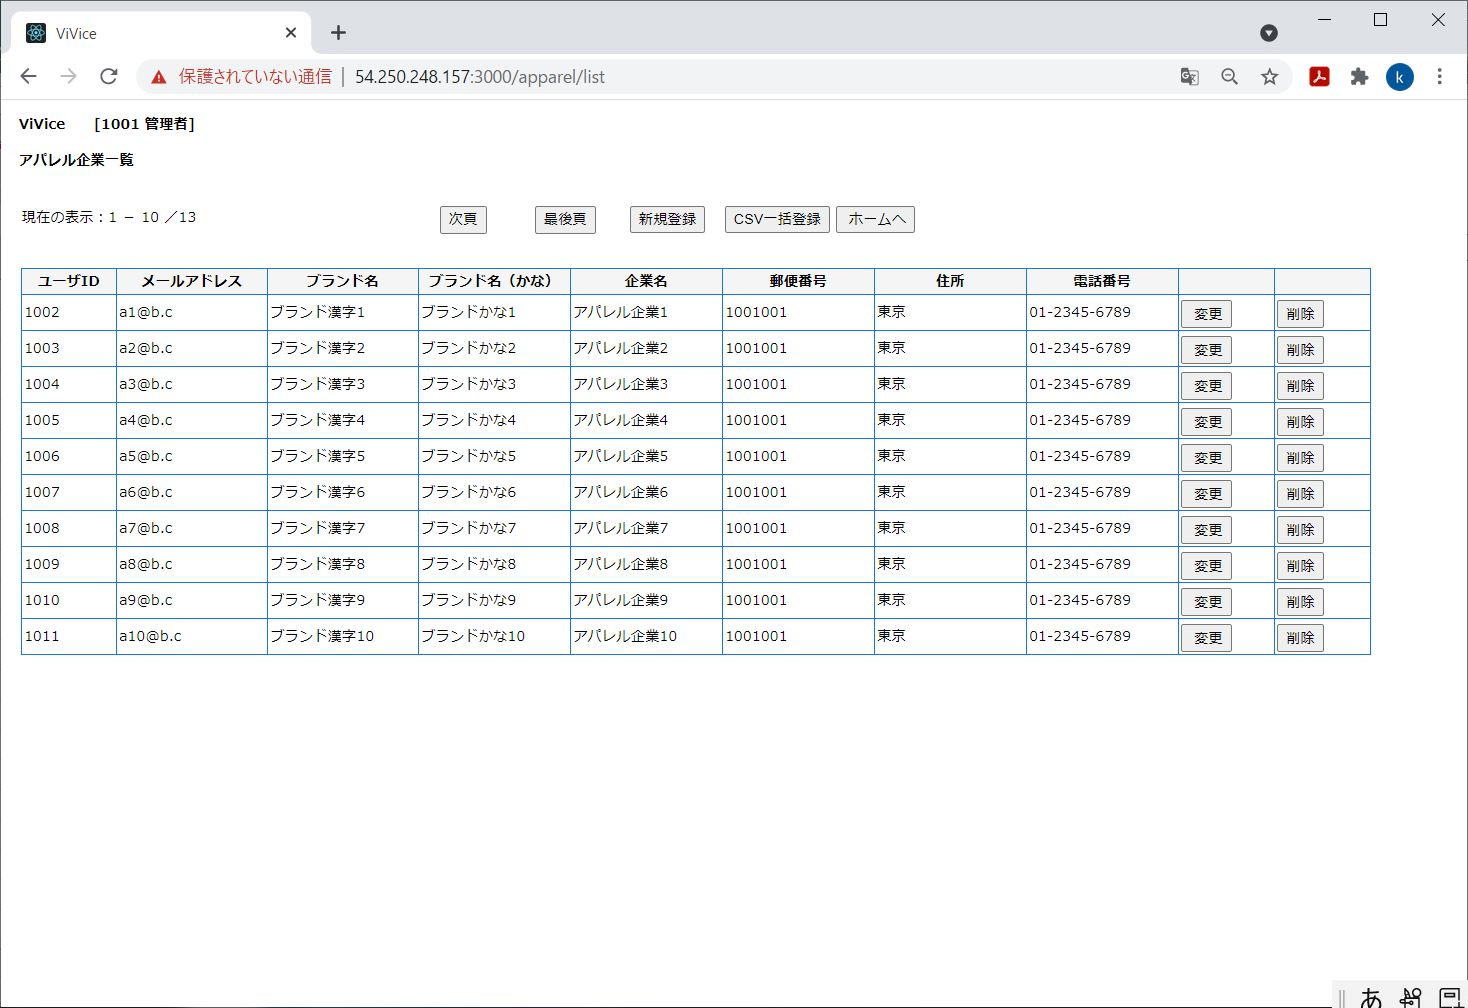 ViVice
保護されていない通信 | 54.250.248.157:3000/apparel/list
k
ViVice [1001 管理者]
アパレル企業一覧
現在の表示：1 － 10 ／13 次頁 最後頁 新規登録 CSV一括登録 ホームへ
ユーザID メールアドレス ブランド名 ブランド名（かな） 企業名 郵便番号 住所 電話番号
1002 a1@b.c ブランド漢字1 ブランドかな1 アパレル企業1 1001001 東京 01-2345-6789 変更 削除
1003 a2@b.c ブランド漢字2 ブランドかな2 アパレル企業2 1001001 東京 01-2345-6789 変更 削除
1004 a3@b.c ブランド漢字3 ブランドかな3 アパレル企業3 1001001 東京 01-2345-6789 変更 削除
1005 a4@b.c ブランド漢字4 ブランドかな4 アパレル企業4 1001001 東京 01-2345-6789 変更 削除
1006 a5@b.c ブランド漢字5 ブランドかな5 アパレル企業5 1001001 東京 01-2345-6789 変更 削除
1007 a6@b.c ブランド漢字6 ブランドかな6 アパレル企業6 1001001 東京 01-2345-6789 変更 削除
1008 a7@b.c ブランド漢字7 ブランドかな7 アパレル企業7 1001001 東京 01-2345-6789 変更 削除
1009 a8@b.c ブランド漢字8 ブランドかな8 アパレル企業8 1001001 東京 01-2345-6789 変更 削除
1010 a9@b.c ブランド漢字9 ブランドかな9 アパレル企業9 1001001 東京 01-2345-6789 変更 削除
1011 a10@b.c ブランド漢字10 ブランドかな10 アパレル企業10 1001001 東京 01-2345-6789 変更 削除
あ